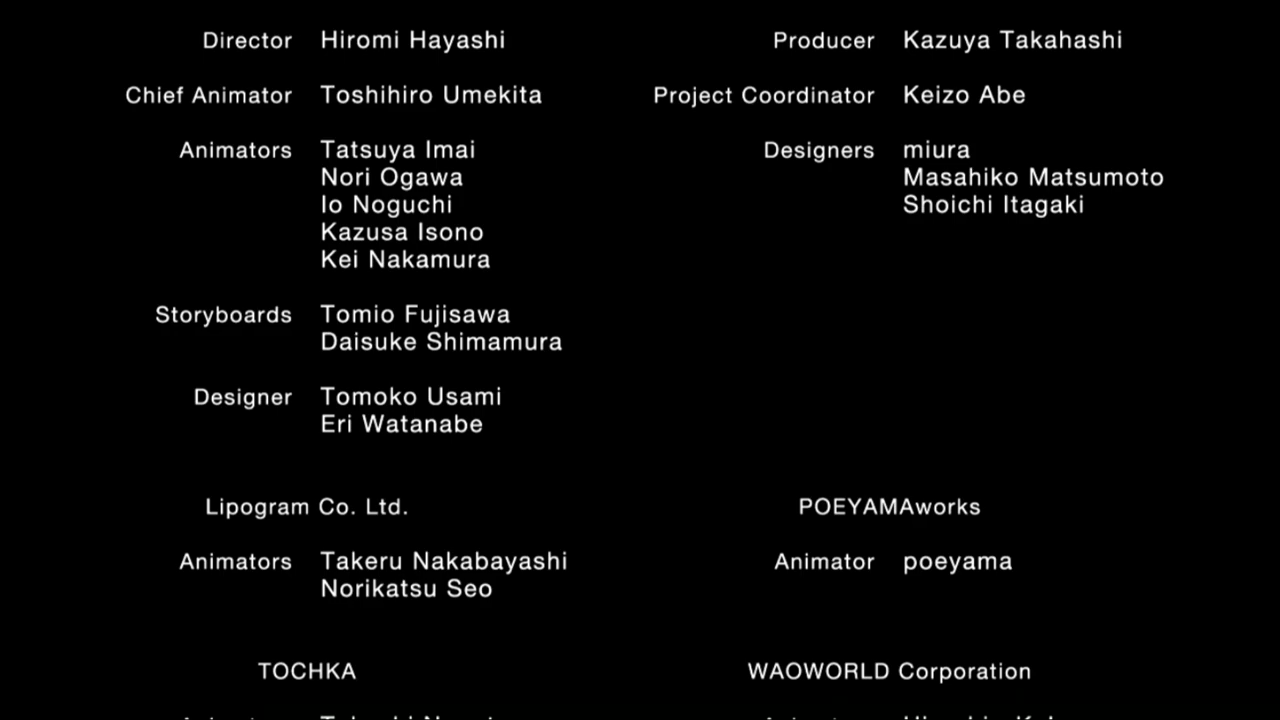 Director Hiromi Hayashi
Chief Animator Toshihiro Umekita
Animators Tatsuya Imai
Nori Ogawa
Io Noguchi
Kazusa Isono
Kei Nakamura
Storyboards Tomio Fujisawa
Daisuke Shimamura
Designer Tomoko Usami
Eri Watanabe
Producer Kazuya Takahashi
Project Coordinator Keizo Abe
Designers miura
Masahiko Matsumoto
Shoichi Itagaki
Lipogram Co. Ltd.
Animators Takeru Nakabayashi
Norikatsu Seo
POEYAMAworks
Animator poeyama
TOCHKA
WAOWORLD Corporation